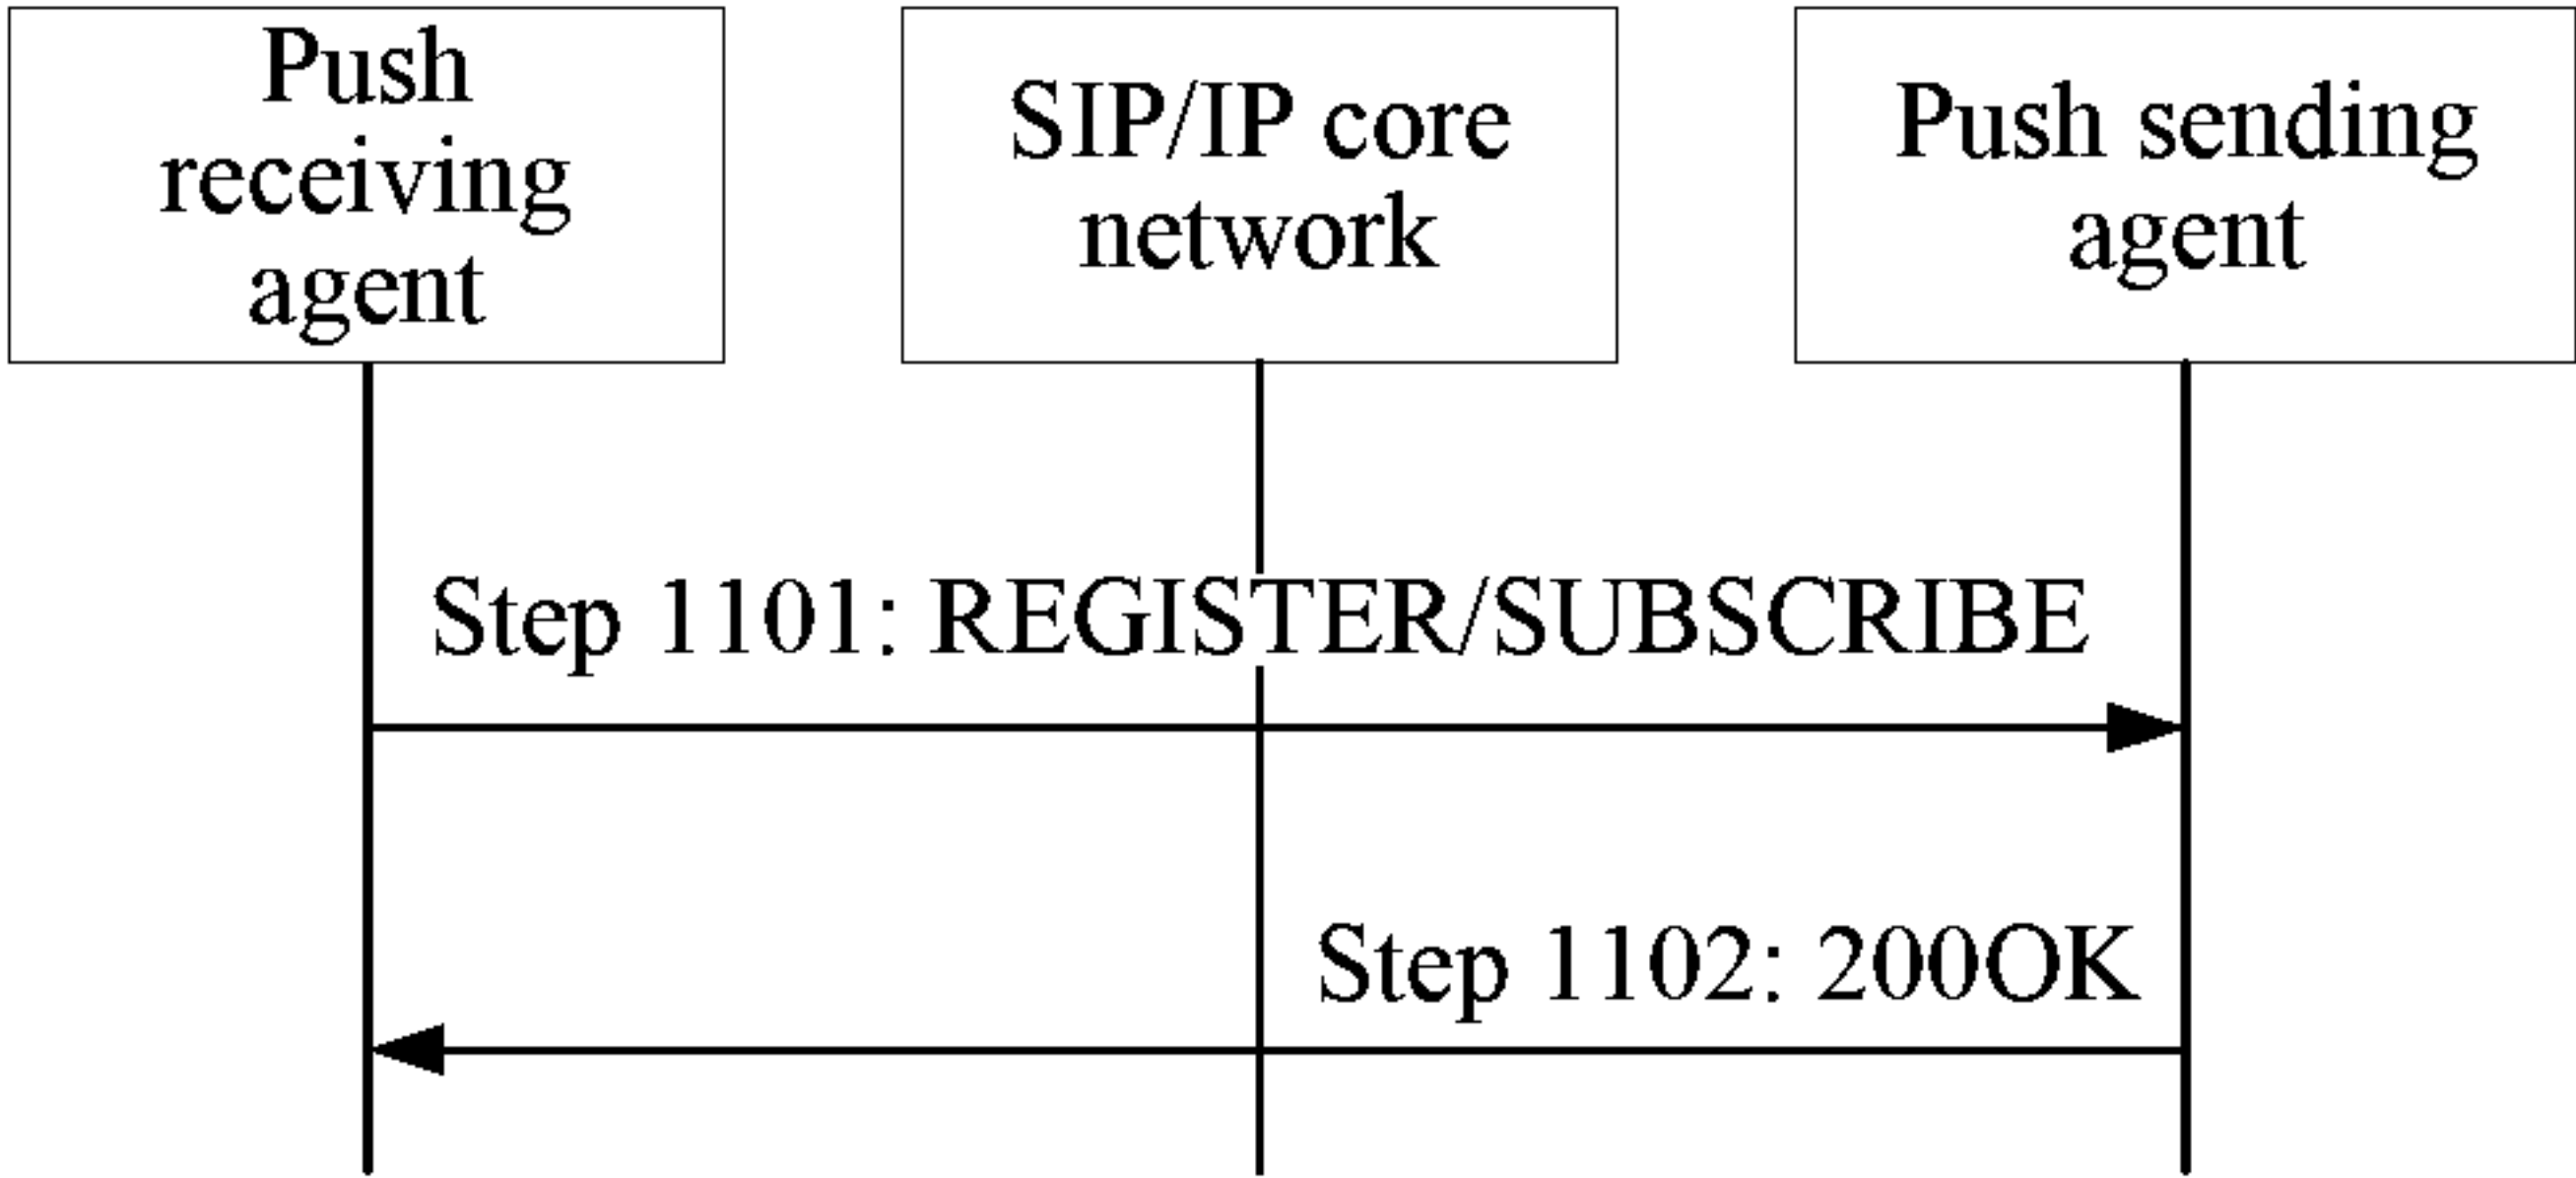 Push
receiving
agent
SIP/IP core
network
Push sending
agent
Step 1101: REGISTER/SUBSCRIBE
Step 1102: 200OK